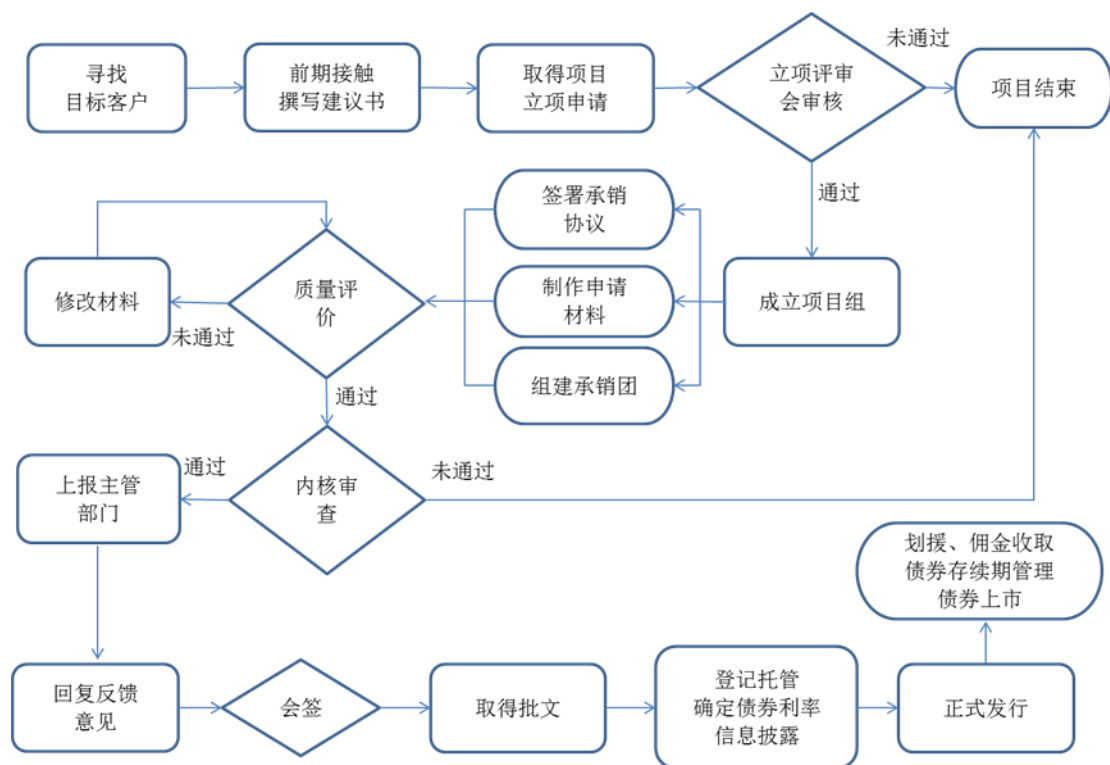 寻找
目标客户
前期接触
撰写建议书
取得项目
立项申请
立项评审
会审核
未通过
项目结束
通过
签署承销
协议
制作申请
材料
组建承销团
成立项目组
质量评
价
修改材料
未通过
通过
内核审
查
通过
未通过
上报主管
部门
回复反馈
意见
会签
取得批文
登记托管
确定债券利率
信息披露
正式发行
划援、佣金收取
债券存续期管理
债券上市